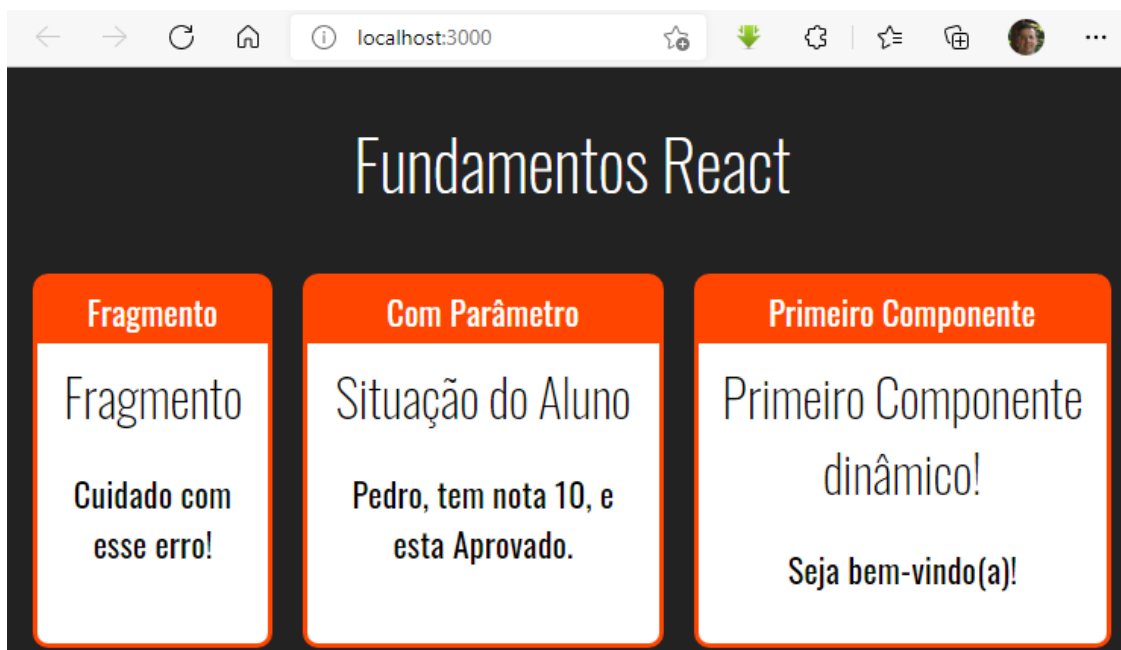 localhost:3000
Fundamentos React
Fragmento
Fragmento
Cuidado com
esse erro!
Com Parâmetro
Situação do Aluno
Pedro, tem nota 10, e
esta Aprovado.
Primeiro Componente
Primeiro Componente
dinâmico!
Seja bem-vindo(a)!